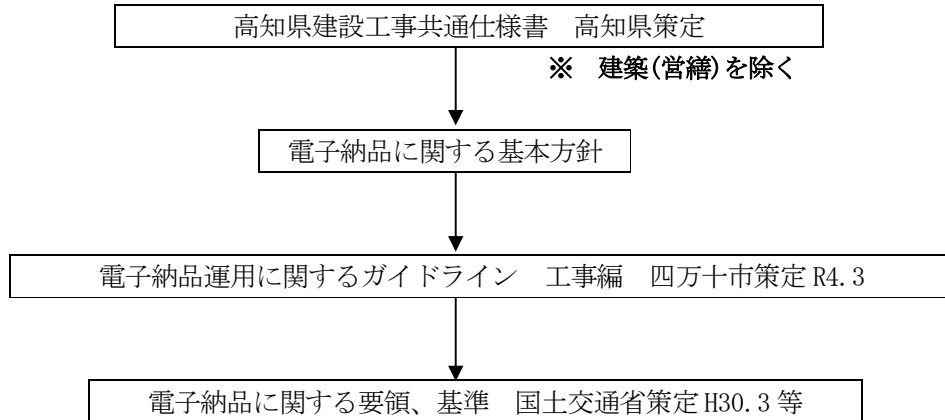 高知県建設工事共通仕様書　高知県策定
※　建築(営繕)を除く
電子納品に関する基本方針
電子納品運用に関するガイドライン　工事編　四万十市策定 R4.3
電子納品に関する要領、基準　国土交通省策定 H30.3 等